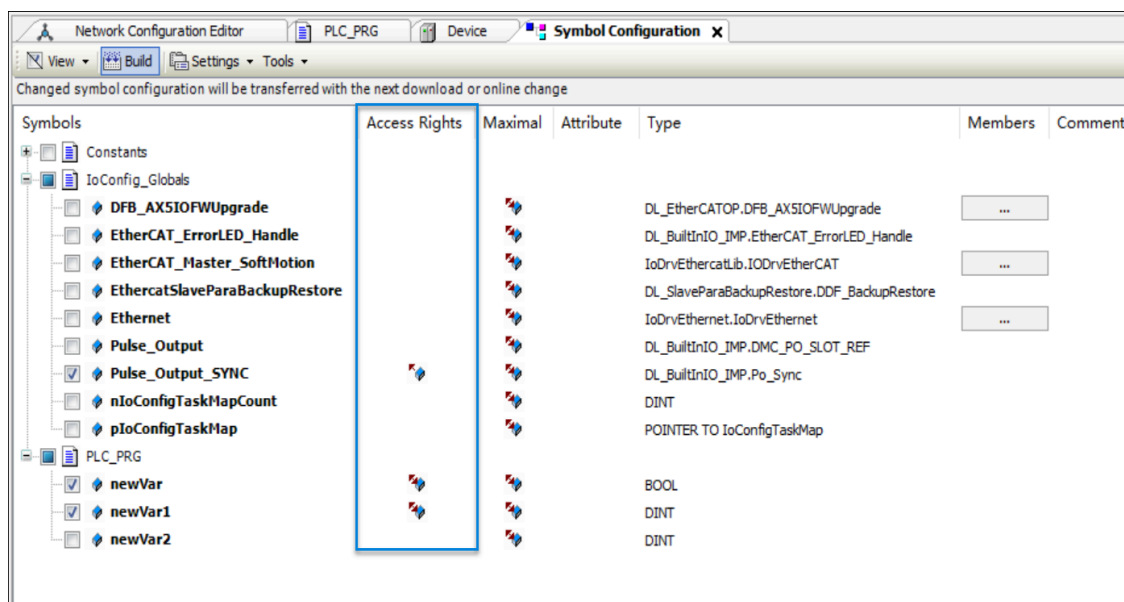 Network Configuration Editor PLC_PRG Device Symbol Configuration X
View Build Settings Tools
Changed symbol configuration will be transferred with the next download or online change
Symbols Access Rights Maximal Attribute Type Members Comment
Constants
IoConfig_Globals
DFB_AX5IOFWUpgrade DL_EtherCATOP.DFB_AX5IOFWUpgrade ...
EtherCAT_ErrorLED_Handle DL_BuiltInIO_IMP.EtherCAT_ErrorLED_Handle
EtherCAT_Master_SoftMotion IoDrvEthercatLib.IODrvEtherCAT ...
EthercatSlaveParaBackupRestore DL_SlaveParaBackupRestore.DDF_BackupRestore
Ethernet IoDrvEthernet.IoDrvEthernet ...
Pulse_Output DL_BuiltInIO_IMP.DMC_PO_SLOT_REF
Pulse_Output_SYNC DL_BuiltInIO_IMP.Po_Sync
nIoConfigTaskMapCount DINT
pIoConfigTaskMap POINTER TO IoConfigTaskMap
PLC_PRG
newVar BOOL
newVar1 DINT
newVar2 DINT